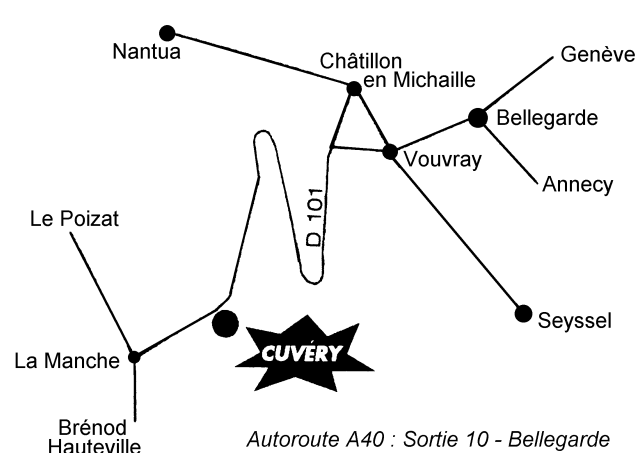 Nantua
Châtillon
en Michaille
Genève
Bellegarde
Vouvray
Annecy
D 101
Le Poizat
Seyssel
CUVÉRY
La Manche
Brénod
Hauteville
Autoroute A40 : Sortie 10 - Bellegarde